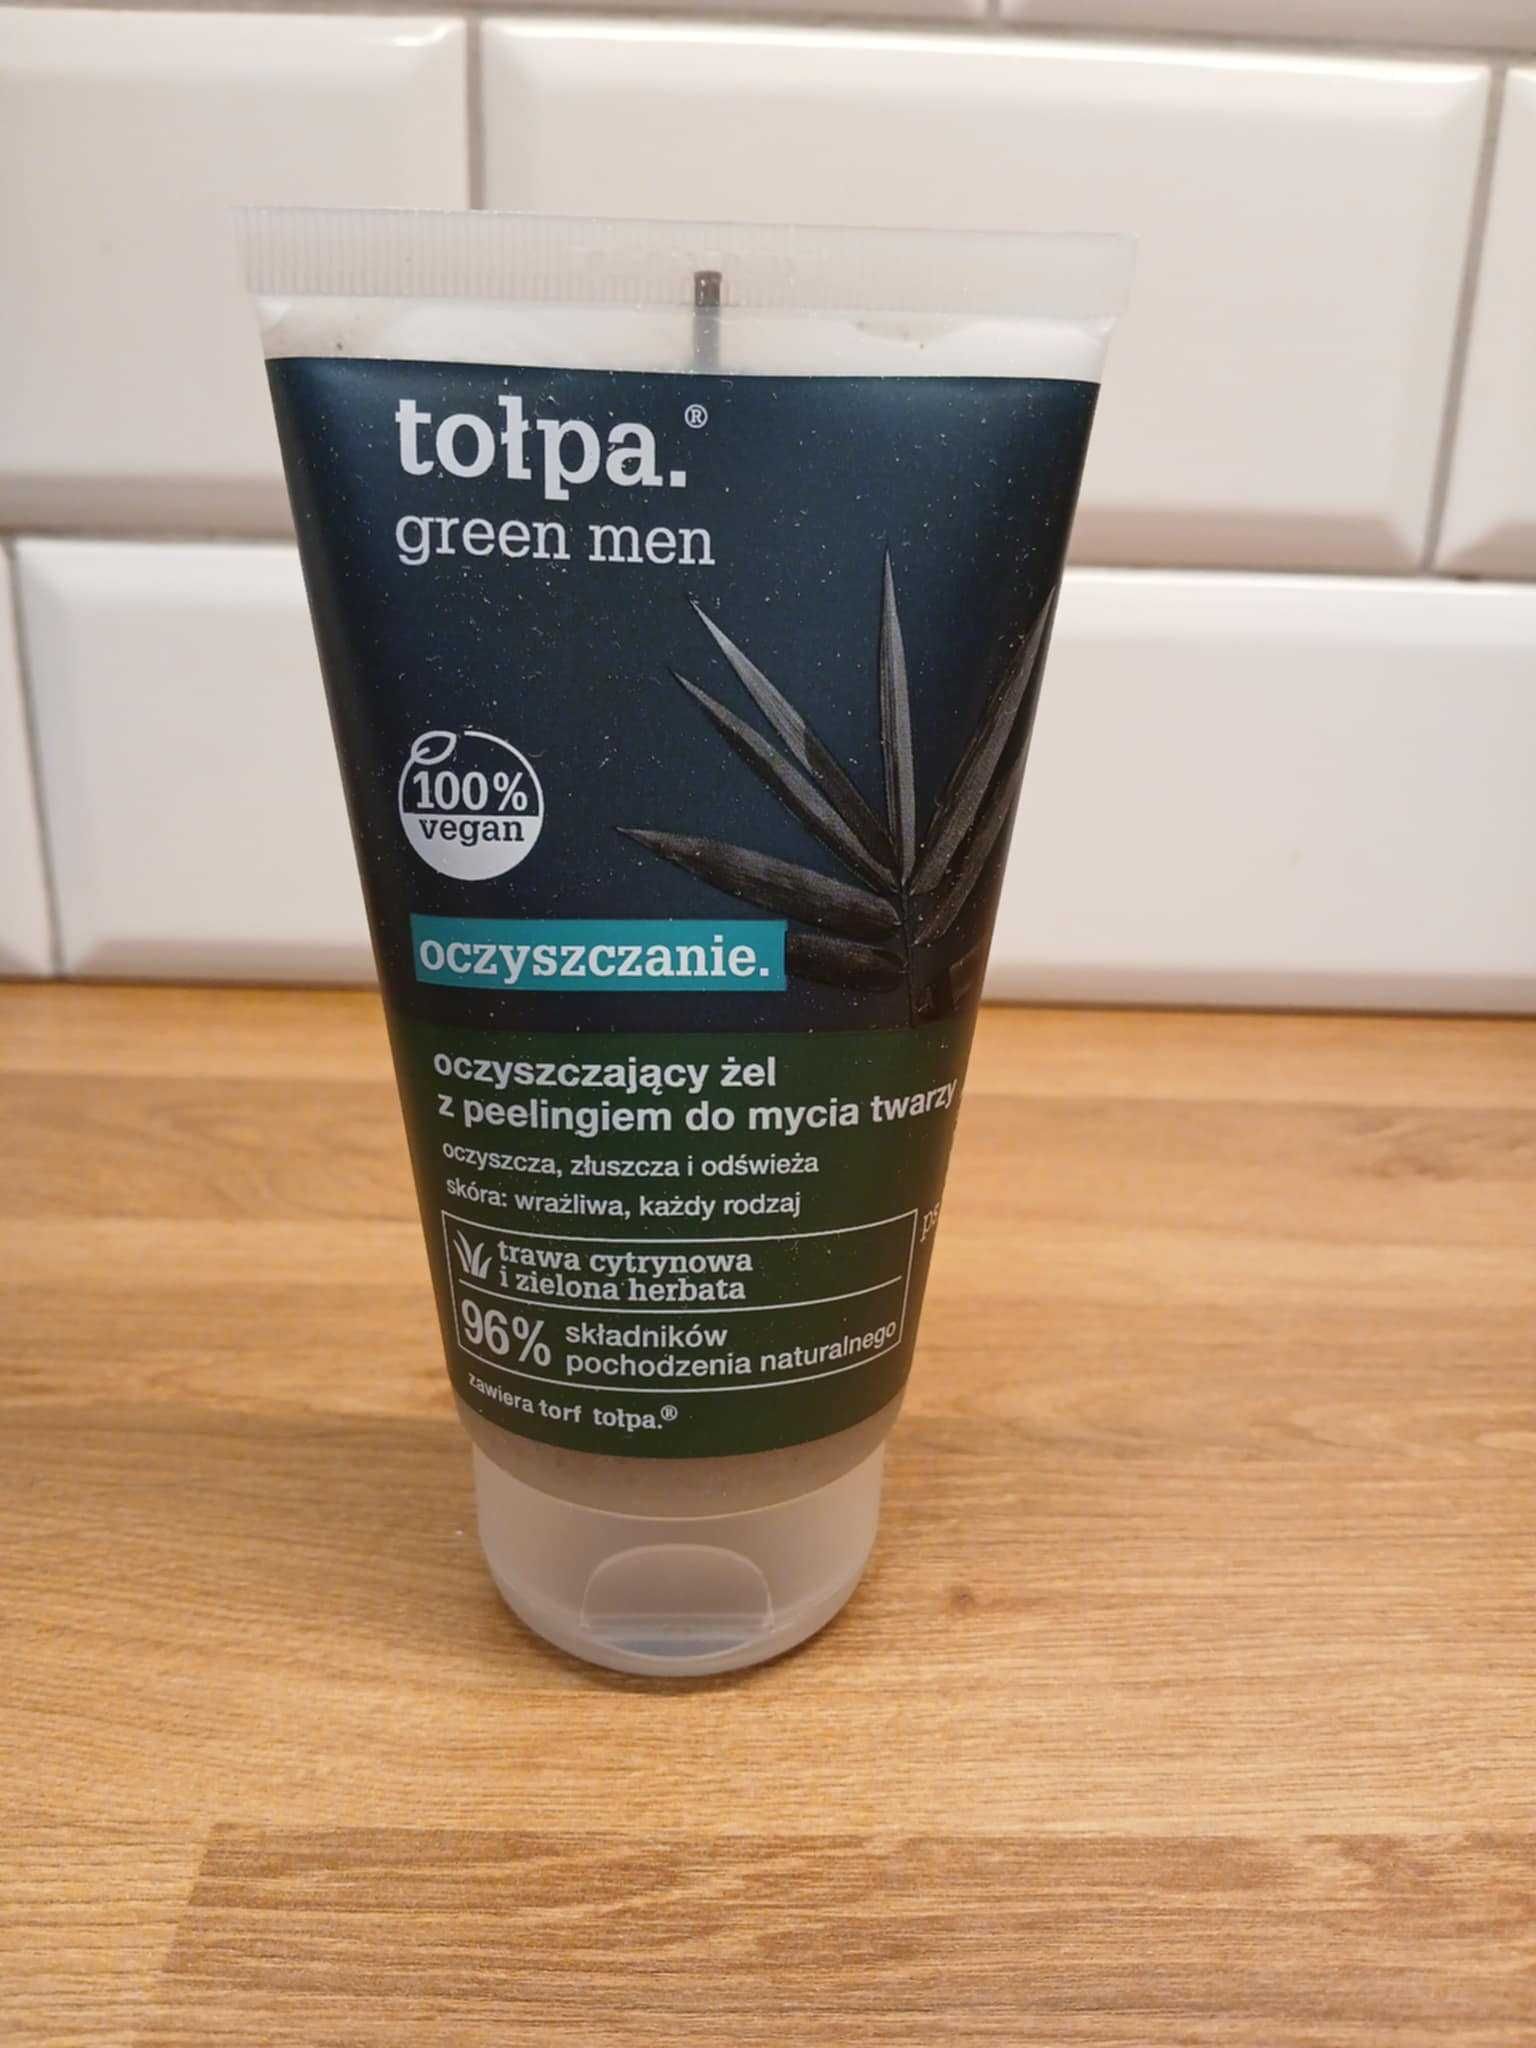 tołpa.®
green men
100%
vegan
oczyszczanie.
oczyszczający żel
z peelingiem do mycia twarzy
oczyszcza, złuszcza i odświeża
skóra: wrażliwa, każdy rodzaj
trawa cytrynowa
i zielona herbata
96% składników
pochodzenia naturalnego
zawiera torf tołpa.®